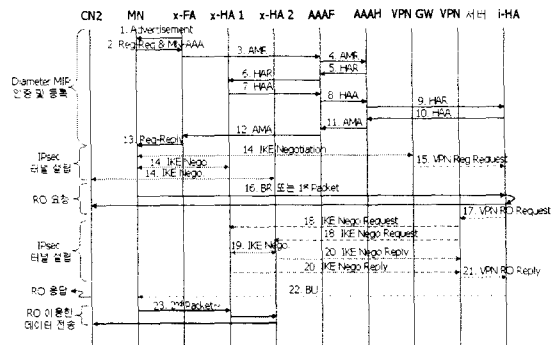 CN2 MN x-FA x-HA 1 x-HA 2 AAAF AAAH VPN GW VPN 서버 i-HA
1. Advertisement
2. Reg-Req & MN-AAA
3. AMR
4. AMR
5. HAR
6. HAR
7. HAA
8. HAA
9. HAR
10. HAA
11. AMA
12. AMA
13. Reg-Reply
Diameter MIP
인증 및 등록
14. IKE Negotiation
14. IKE Nego
14. IKE Nego
15. VPN Reg Request
IPsec
터널 설립
16. BR 또는 1st Packet
RO 요청
17. VPN RO Request
18. IKE Nego Request
18. IKE Nego Request
19. IKE Nego
20. IKE Nego Reply
20. IKE Nego Reply
21. VPN RO Reply
IPsec
터널 설립
22. BU
RO 응답
23. 2nd Packet~
RO 이용한
데이터 전송